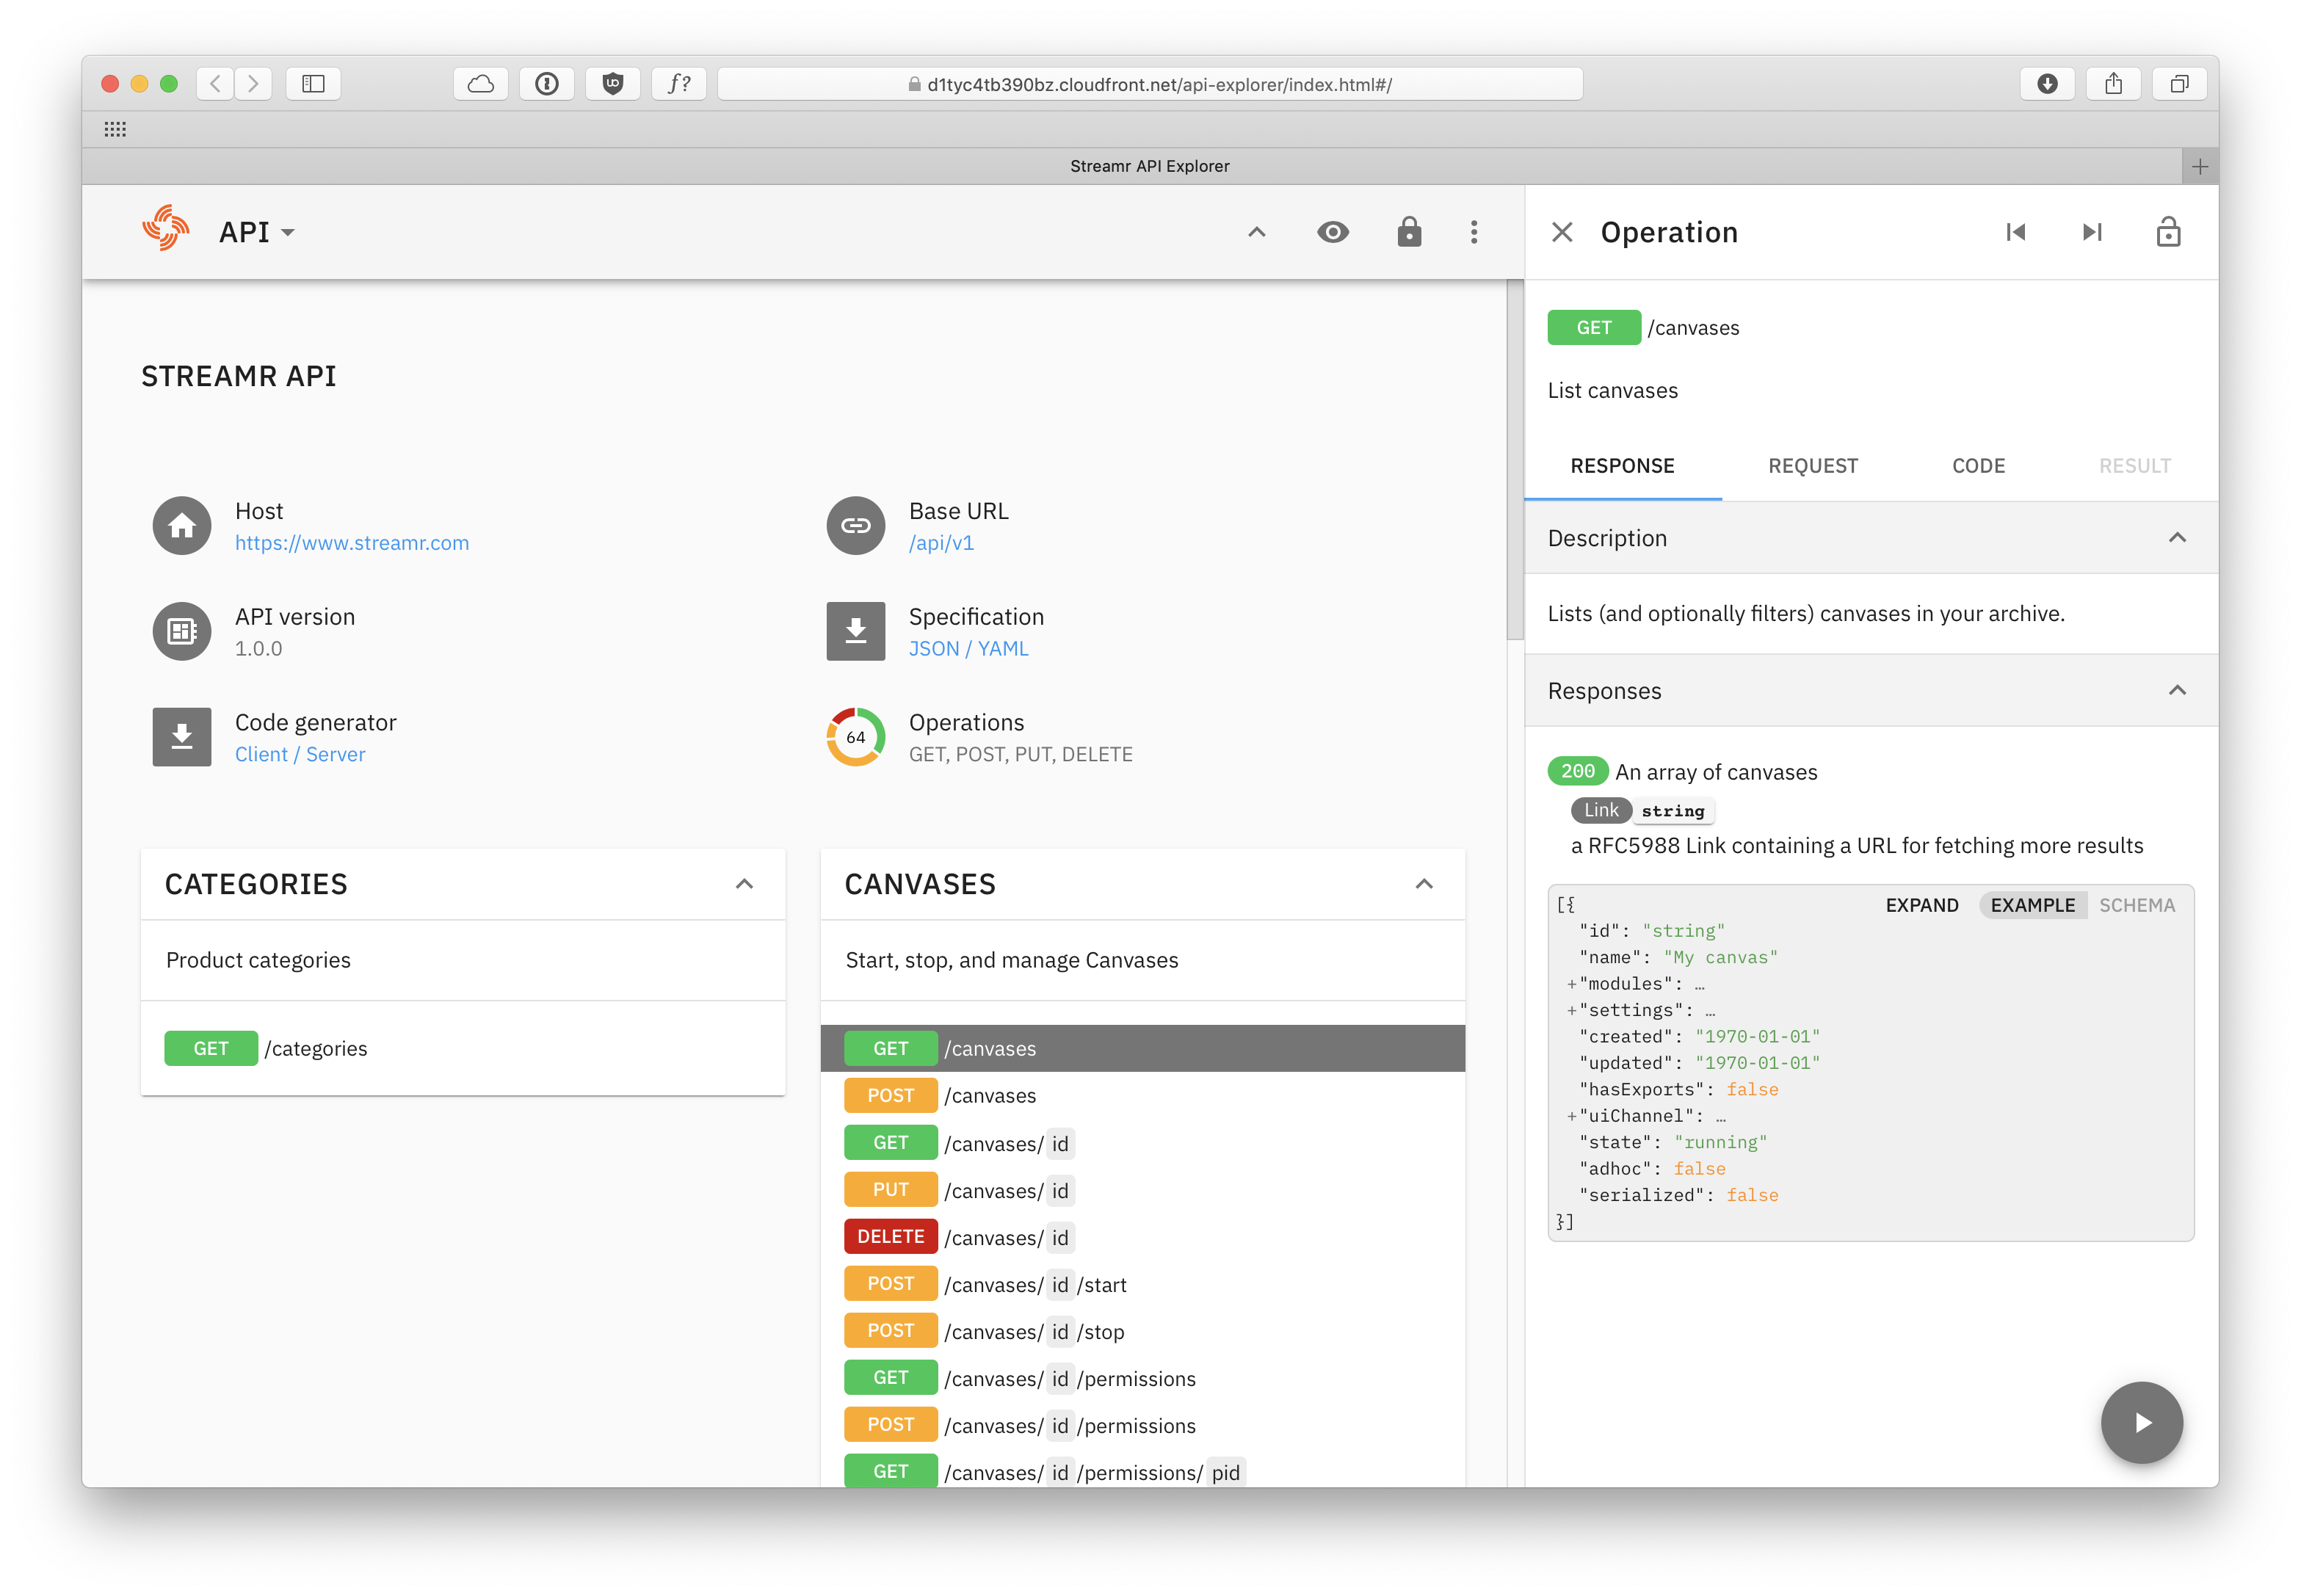 d1tyc4tb390bz.cloudfront.net/api-explorer/index.html#/
Streamr API Explorer
API
STREAMR API
Host
https://www.streamr.com
Base URL
/api/v1
API version
1.0.0
Specification
JSON / YAML
Code generator
Client / Server
64
Operations
GET, POST, PUT, DELETE
CATEGORIES
Product categories
GET /categories
CANVASES
Start, stop, and manage Canvases
GET /canvases
POST /canvases
GET /canvases/ id
PUT /canvases/ id
DELETE /canvases/ id
POST /canvases/ id /start
POST /canvases/ id /stop
GET /canvases/ id /permissions
POST /canvases/ id /permissions
GET /canvases/ id /permissions/ pid
Operation
GET /canvases
List canvases
RESPONSE REQUEST CODE RESULT
Description
Lists (and optionally filters) canvases in your archive.
Responses
200 An array of canvases
Link string
a RFC5988 Link containing a URL for fetching more results
EXPAND EXAMPLE SCHEMA
[{
"id": "string"
"name": "My canvas"
+"modules": …
+"settings": …
"created": "1970-01-01"
"updated": "1970-01-01"
"hasExports": false
+"uiChannel": …
"state": "running"
"adhoc": false
"serialized": false
}]